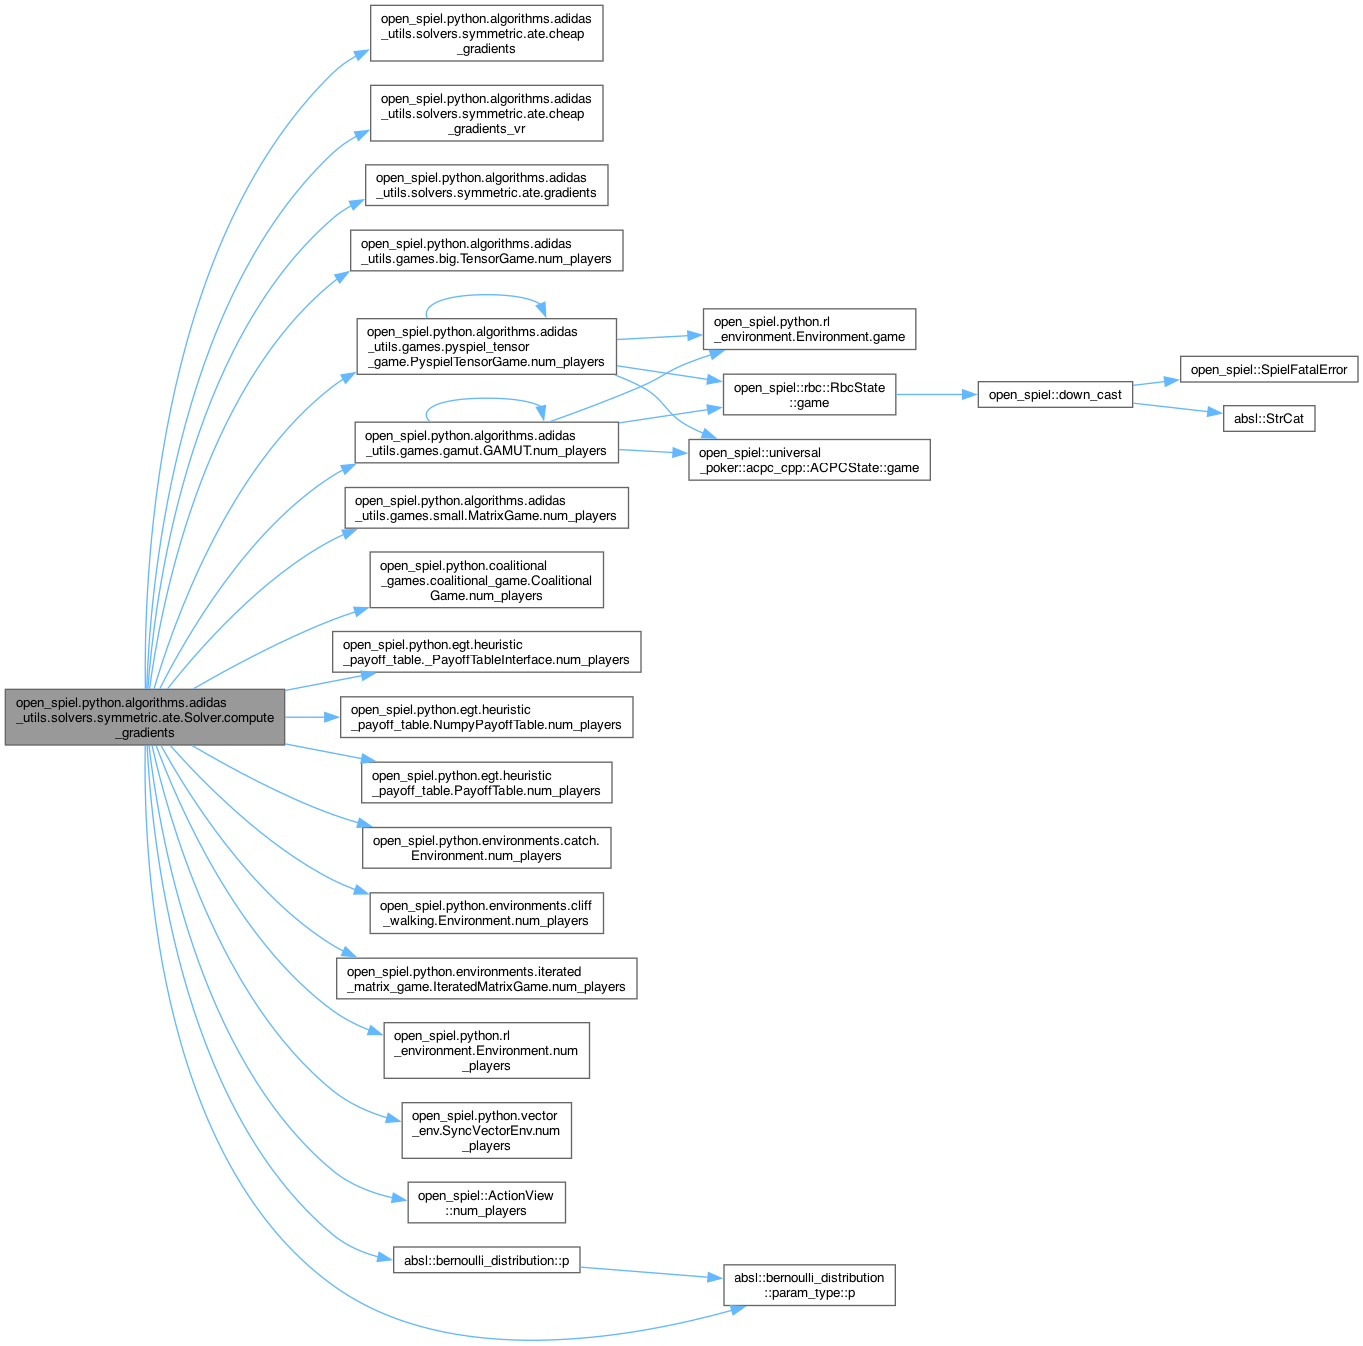 open_spiel.python.algorithms.adidas
_utils.solvers.symmetric.ate.cheap
_gradients
open_spiel.python.algorithms.adidas
_utils.solvers.symmetric.ate.cheap
_gradients_vr
open_spiel.python.algorithms.adidas
_utils.solvers.symmetric.ate.gradients
open_spiel.python.algorithms.adidas
_utils.games.big.TensorGame.num_players
open_spiel.python.algorithms.adidas
_utils.games.pyspiel_tensor
_game.PyspielTensorGame.num_players
open_spiel.python.rl
_environment.Environment.game
open_spiel::rbc::RbcState
::game
open_spiel::down_cast
open_spiel::SpielFatalError
absl::StrCat
open_spiel.python.algorithms.adidas
_utils.games.gamut.GAMUT.num_players
open_spiel::universal
_poker::acpc_cpp::ACPCState::game
open_spiel.python.algorithms.adidas
_utils.games.small.MatrixGame.num_players
open_spiel.python.coalitional
_games.coalitional_game.Coalitional
Game.num_players
open_spiel.python.egt.heuristic
_payoff_table._PayoffTableInterface.num_players
open_spiel.python.algorithms.adidas
_utils.solvers.symmetric.ate.Solver.compute
_gradients
open_spiel.python.egt.heuristic
_payoff_table.NumpyPayoffTable.num_players
open_spiel.python.egt.heuristic
_payoff_table.PayoffTable.num_players
open_spiel.python.environments.catch.
Environment.num_players
open_spiel.python.environments.cliff
_walking.Environment.num_players
open_spiel.python.environments.iterated
_matrix_game.IteratedMatrixGame.num_players
open_spiel.python.rl
_environment.Environment.num
_players
open_spiel.python.vector
_env.SyncVectorEnv.num
_players
open_spiel::ActionView
::num_players
absl::bernoulli_distribution::p
absl::bernoulli_distribution
::param_type::p